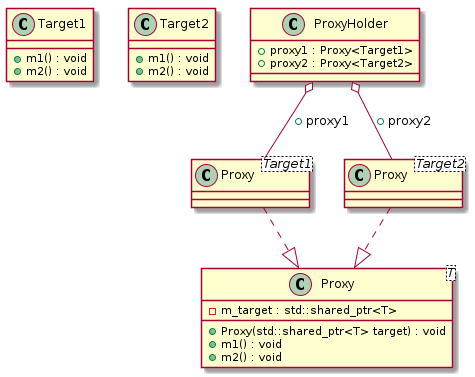 C Target1
m1() : void
m2() : void
C Target2
m1() : void
m2() : void
C ProxyHolder
proxy1 : Proxy<Target1>
proxy2 : Proxy<Target2>
proxy1
proxy2
C Proxy
Target1
C Proxy
Target2
C Proxy
T
m_target : std::shared_ptr<T>
Proxy(std::shared_ptr<T> target) : void
m1() : void
m2() : void